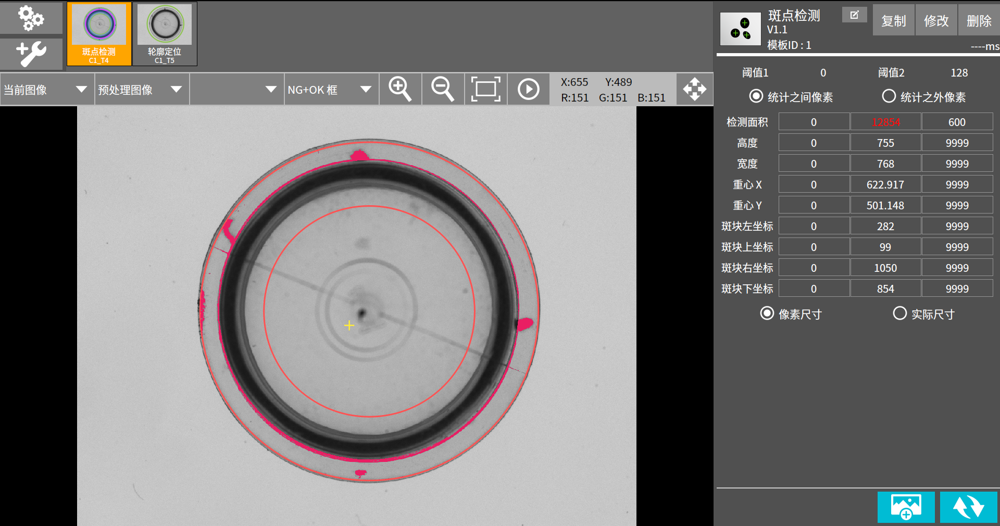 斑点检测
C1_T4
轮廓定位
C1_T5
斑点检测
V1.1
模板ID : 1
复制
修改
删除
----ms
当前图像
预处理图像
NG+OK 框
X:655 Y:489
R:151 G:151 B:151
阈值1 0 阈值2 128
统计之间像素 统计之外像素
检测面积 0 12854 600
高度 0 755 9999
宽度 0 768 9999
重心 X 0 622.917 9999
重心 Y 0 501.148 9999
斑块左坐标 0 282 9999
斑块上坐标 0 99 9999
斑块右坐标 0 1050 9999
斑块下坐标 0 854 9999
像素尺寸 实际尺寸